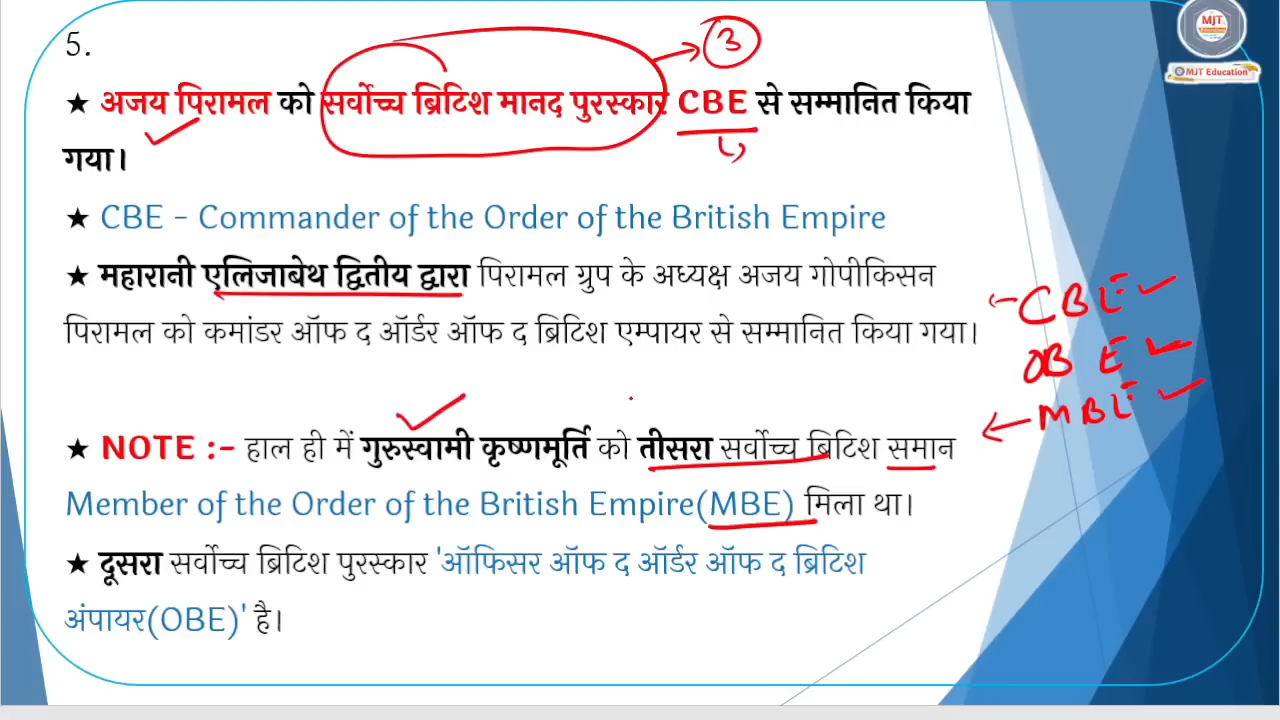 5.
MJT
Education
MJT Education
3
★ अजय पिरामल को सर्वोच्च ब्रिटिश मानद पुरस्कार CBE से सम्मानित किया
गया।
★ CBE - Commander of the Order of the British Empire
★ महारानी एलिजाबेथ द्वितीय द्वारा पिरामल ग्रुप के अध्यक्ष अजय गोपीकिसन
पिरामल को कमांडर ऑफ द ऑर्डर ऑफ द ब्रिटिश एम्पायर से सम्मानित किया गया।
CBE
OBE
MBE
★ NOTE :- हाल ही में गुरुस्वामी कृष्णमूर्ति को तीसरा सर्वोच्च ब्रिटिश समान
Member of the Order of the British Empire(MBE) मिला था।
★ दूसरा सर्वोच्च ब्रिटिश पुरस्कार 'ऑफिसर ऑफ द ऑर्डर ऑफ द ब्रिटिश
अंपायर(OBE)' है।